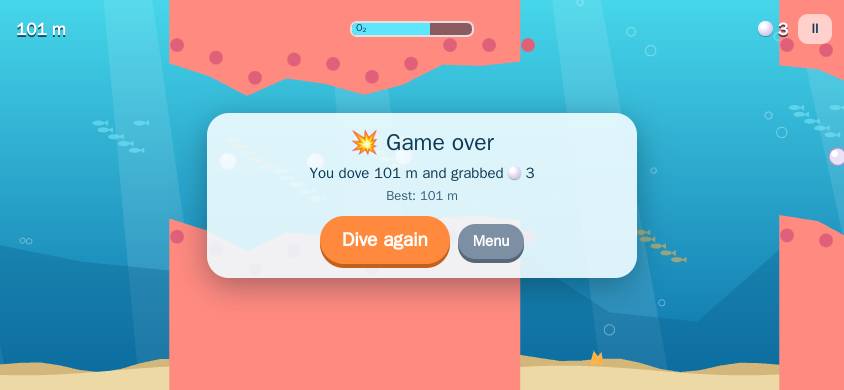 101 m
O₂
3
💥 Game over
You dove 101 m and grabbed 3
Best: 101 m
Dive again
Menu